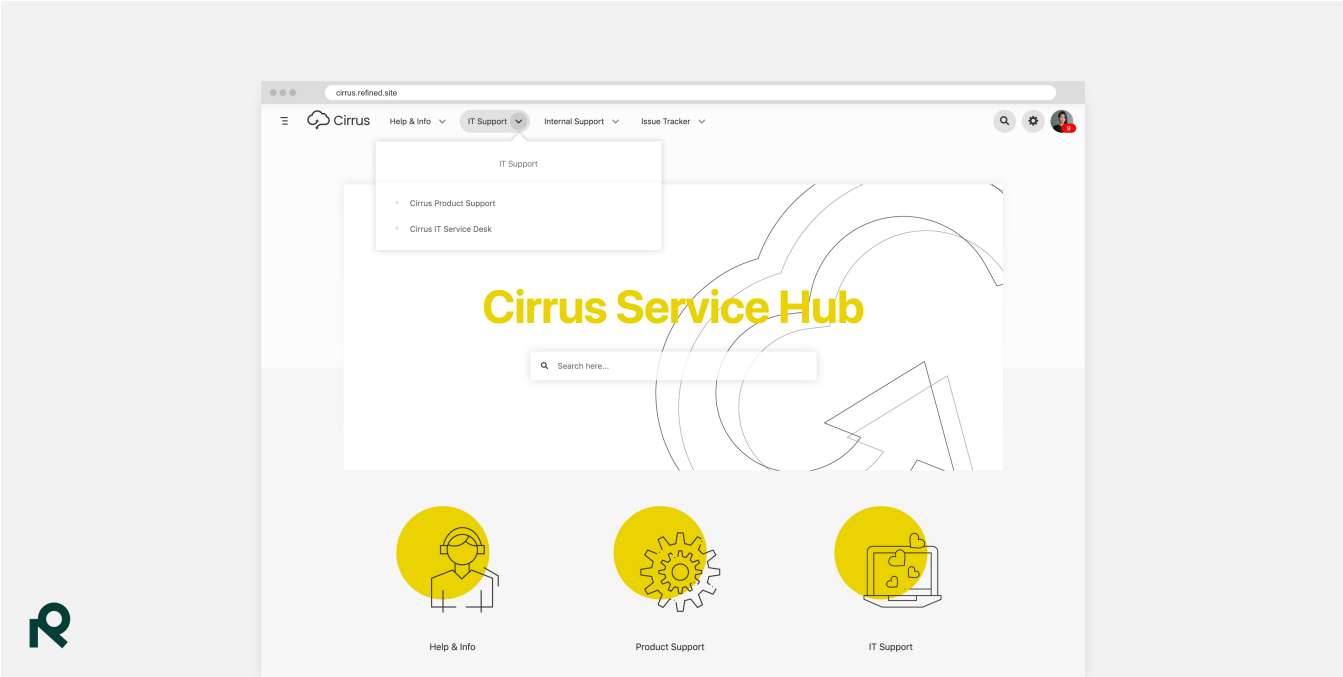 cirrus.refined.site
Cirrus Help & Info IT Support Internal Support Issue Tracker 9
IT Support
Cirrus Product Support
Cirrus IT Service Desk
Cirrus Service Hub
Search here...
Help & Info Product Support IT Support